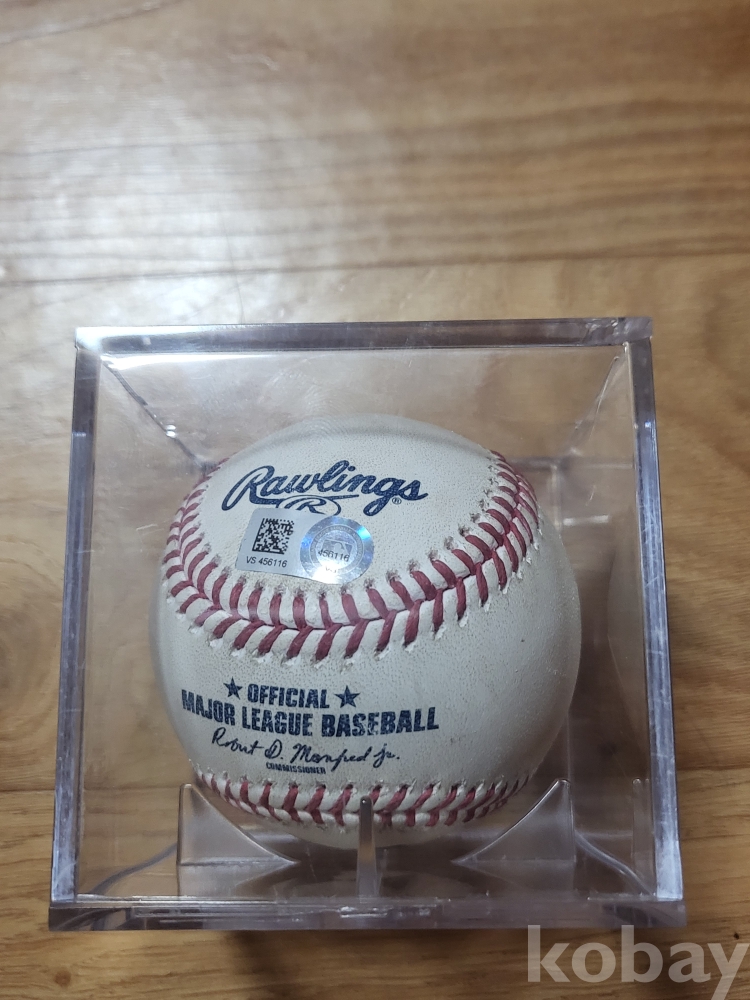 Rawlings®
R
VS 456116
456116
★ OFFICIAL ★
MAJOR LEAGUE BASEBALL
Robert D. Manfred Jr.
COMMISSIONER
kobay